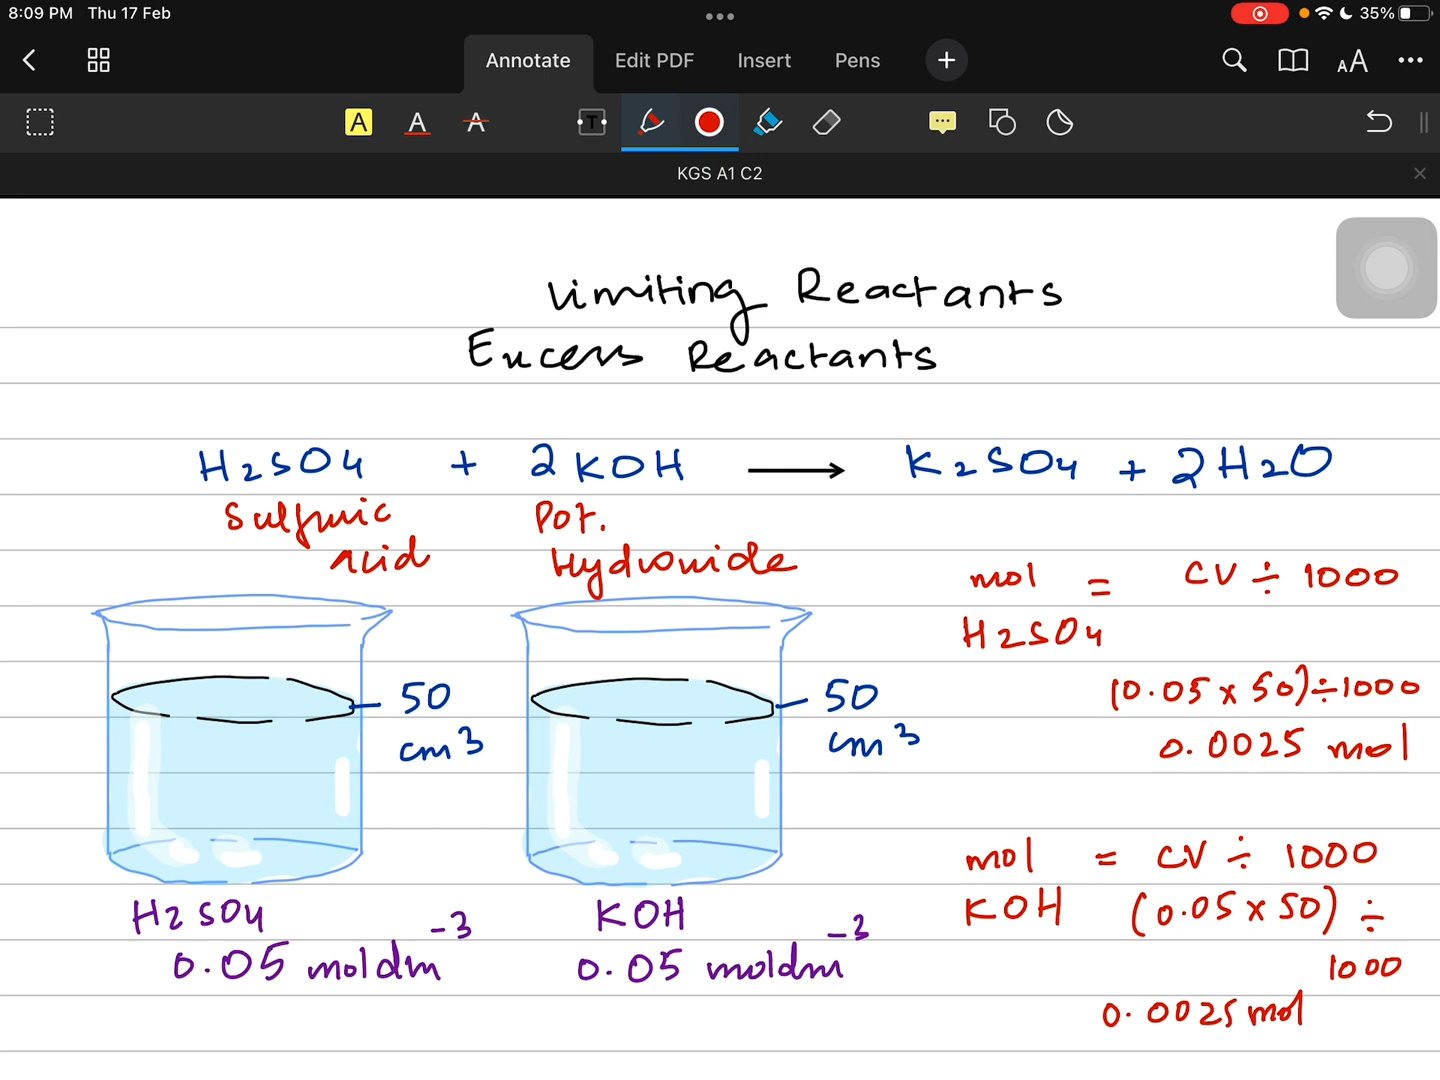 8:09 PM Thu 17 Feb
35%
Annotate Edit PDF Insert Pens
A A A T AA
KGS A1 C2
Limiting Reactants
Excess Reactants
H2SO4 + 2KOH ⟶ K2SO4 + 2H2O
Sulfuric acid
Pot. Hydroxide
mol H2SO4 = CV ÷ 1000
(0.05 x 50) ÷ 1000
0.0025 mol
50 cm3
50 cm3
mol KOH = CV ÷ 1000
(0.05 x 50) ÷ 1000
0.0025 mol
H2SO4
0.05 moldm-3
KOH
0.05 moldm-3